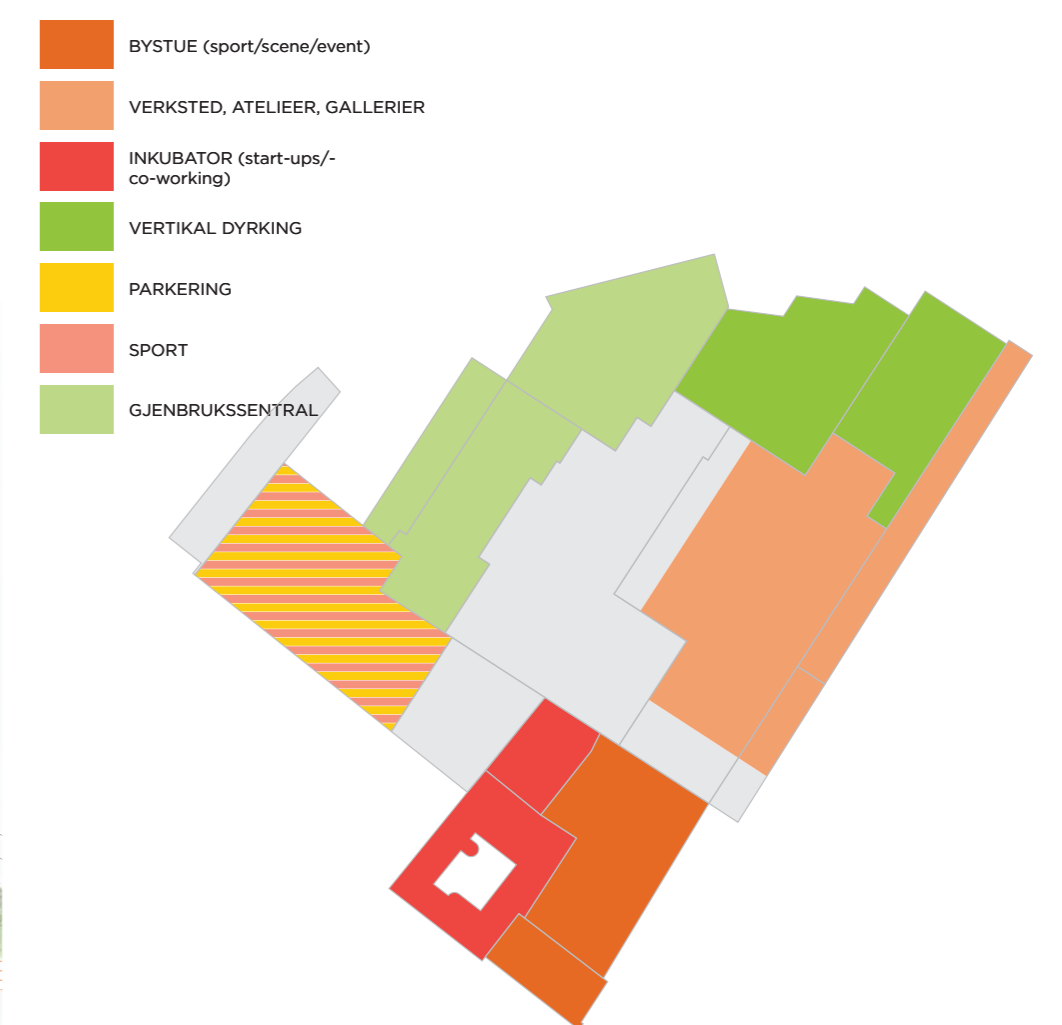 BYSTUE (sport/scene/event)
VERKSTED, ATELIEER, GALLERIER
INKUBATOR (start-ups/-
co-working)
VERTIKAL DYRKING
PARKERING
SPORT
GJENBRUKSSENTRAL